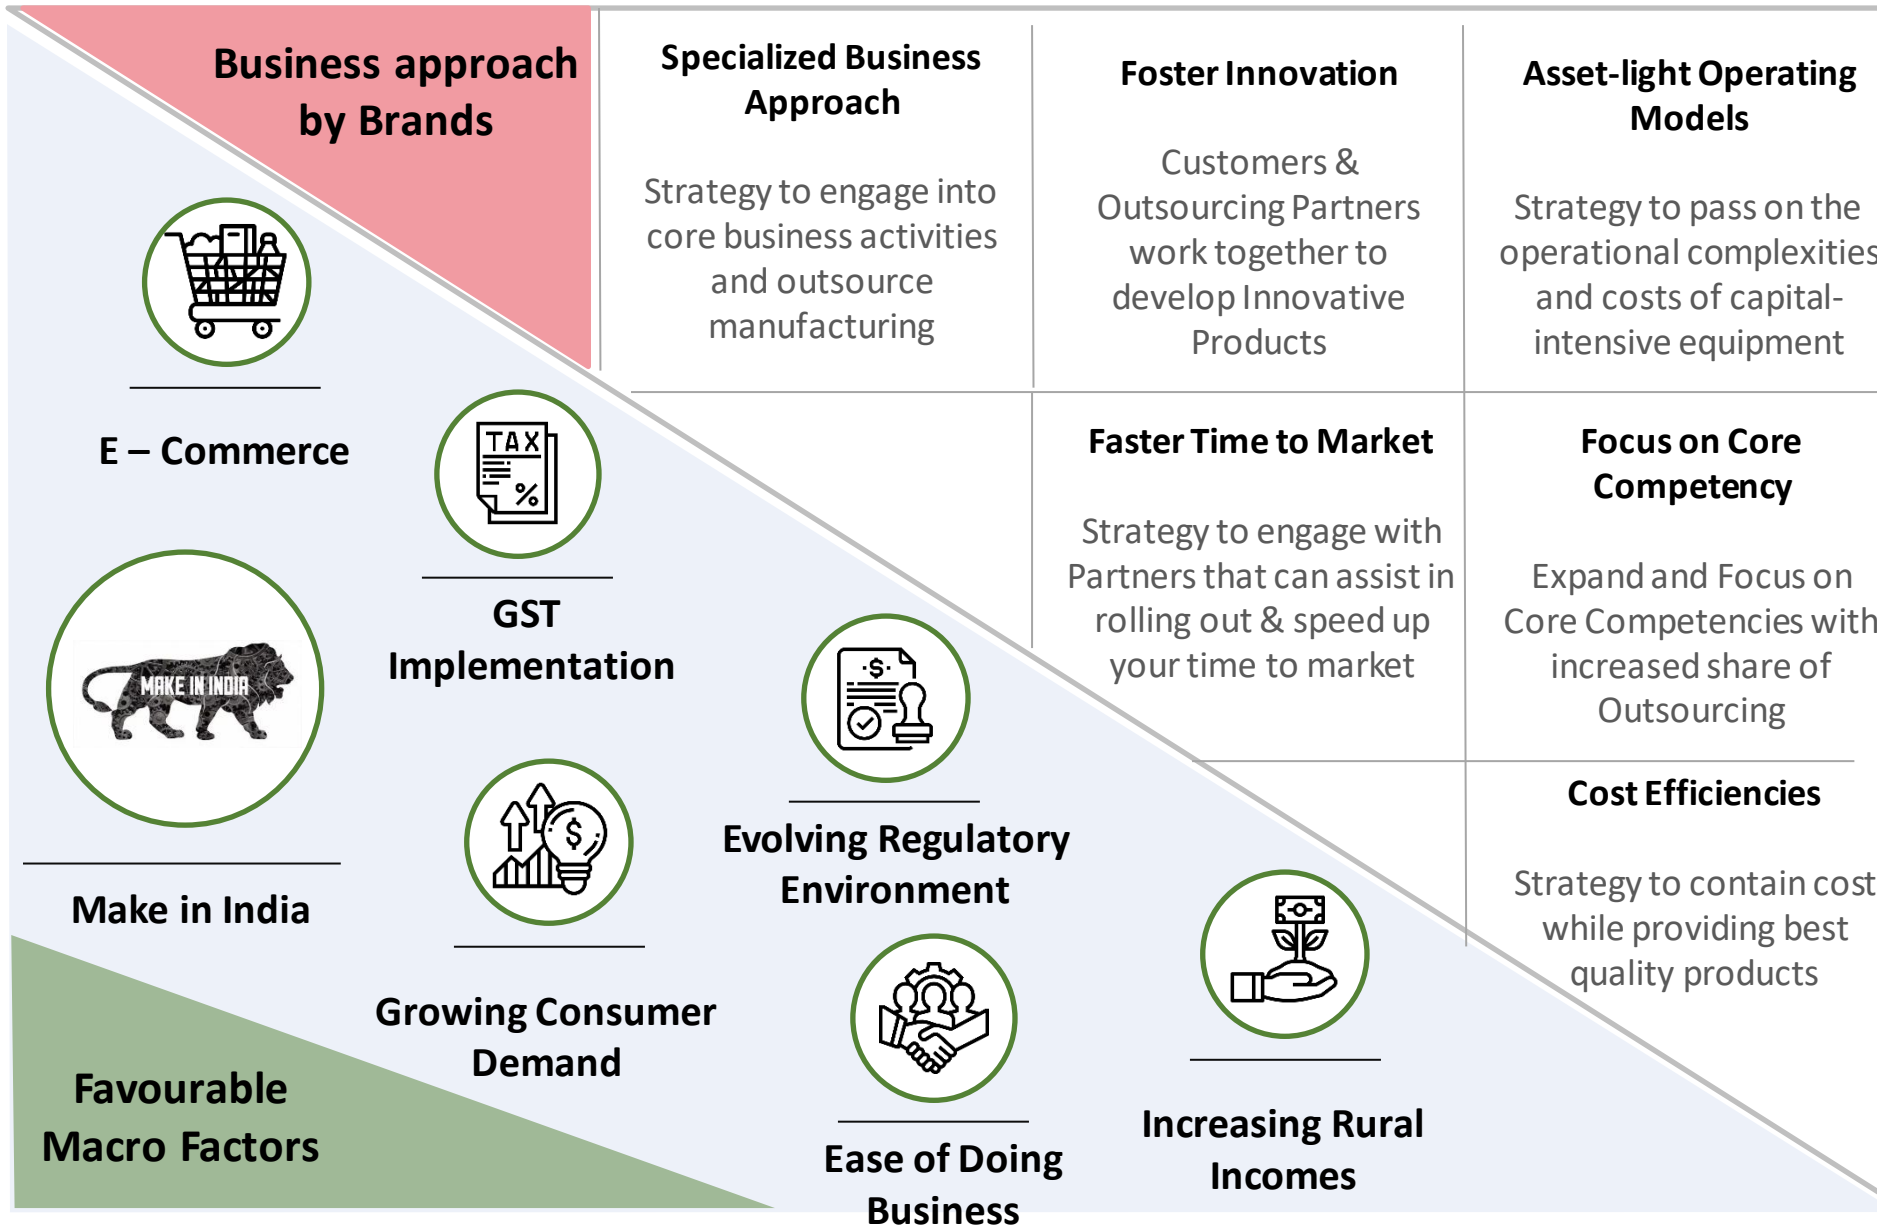 Business approach
by Brands
Specialized Business
Approach
Strategy to engage into
core business activities
and outsource
manufacturing
Foster Innovation
Customers &
Outsourcing Partners
work together to
develop Innovative
Products
Asset-light Operating
Models
Strategy to pass on the
operational complexities
and costs of capital-
intensive equipment
Faster Time to Market
Strategy to engage with
Partners that can assist in
rolling out & speed up
your time to market
Focus on Core
Competency
Expand and Focus on
Core Competencies with
increased share of
Outsourcing
Cost Efficiencies
Strategy to contain cost
while providing best
quality products
E – Commerce
TAX
%
GST
Implementation
MAKE IN INDIA
Make in India
$
Growing Consumer
Demand
$
Evolving Regulatory
Environment
Ease of Doing
Business
Increasing Rural
Incomes
Favourable
Macro Factors